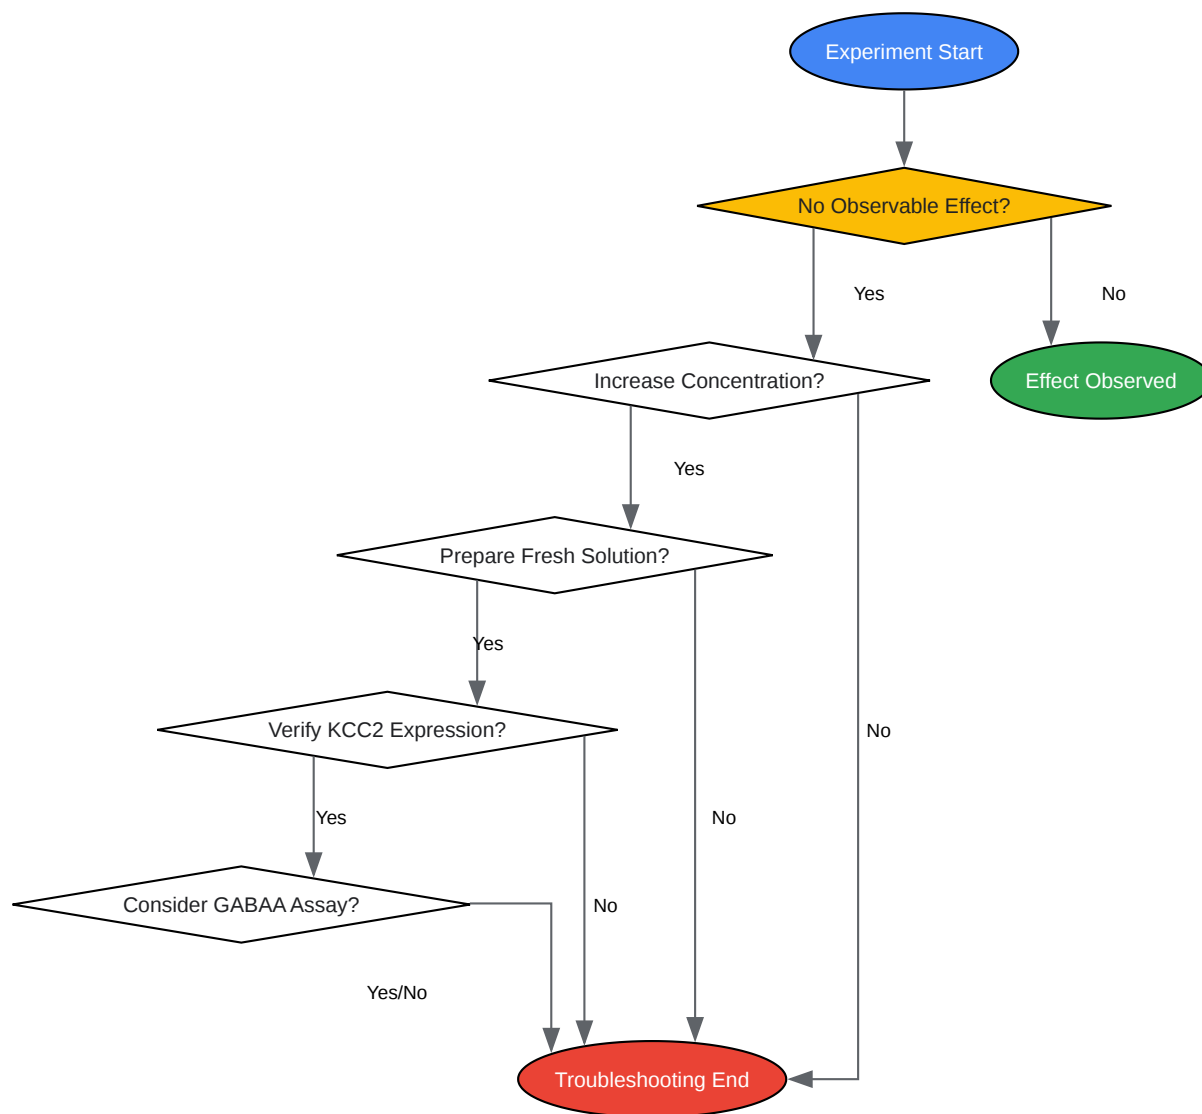 Experiment Start
No Observable Effect?
Yes
No
Increase Concentration?
Effect Observed
Yes
Prepare Fresh Solution?
Yes
Verify KCC2 Expression?
No
Yes
No
Consider GABAA Assay?
No
Yes/No
Troubleshooting End